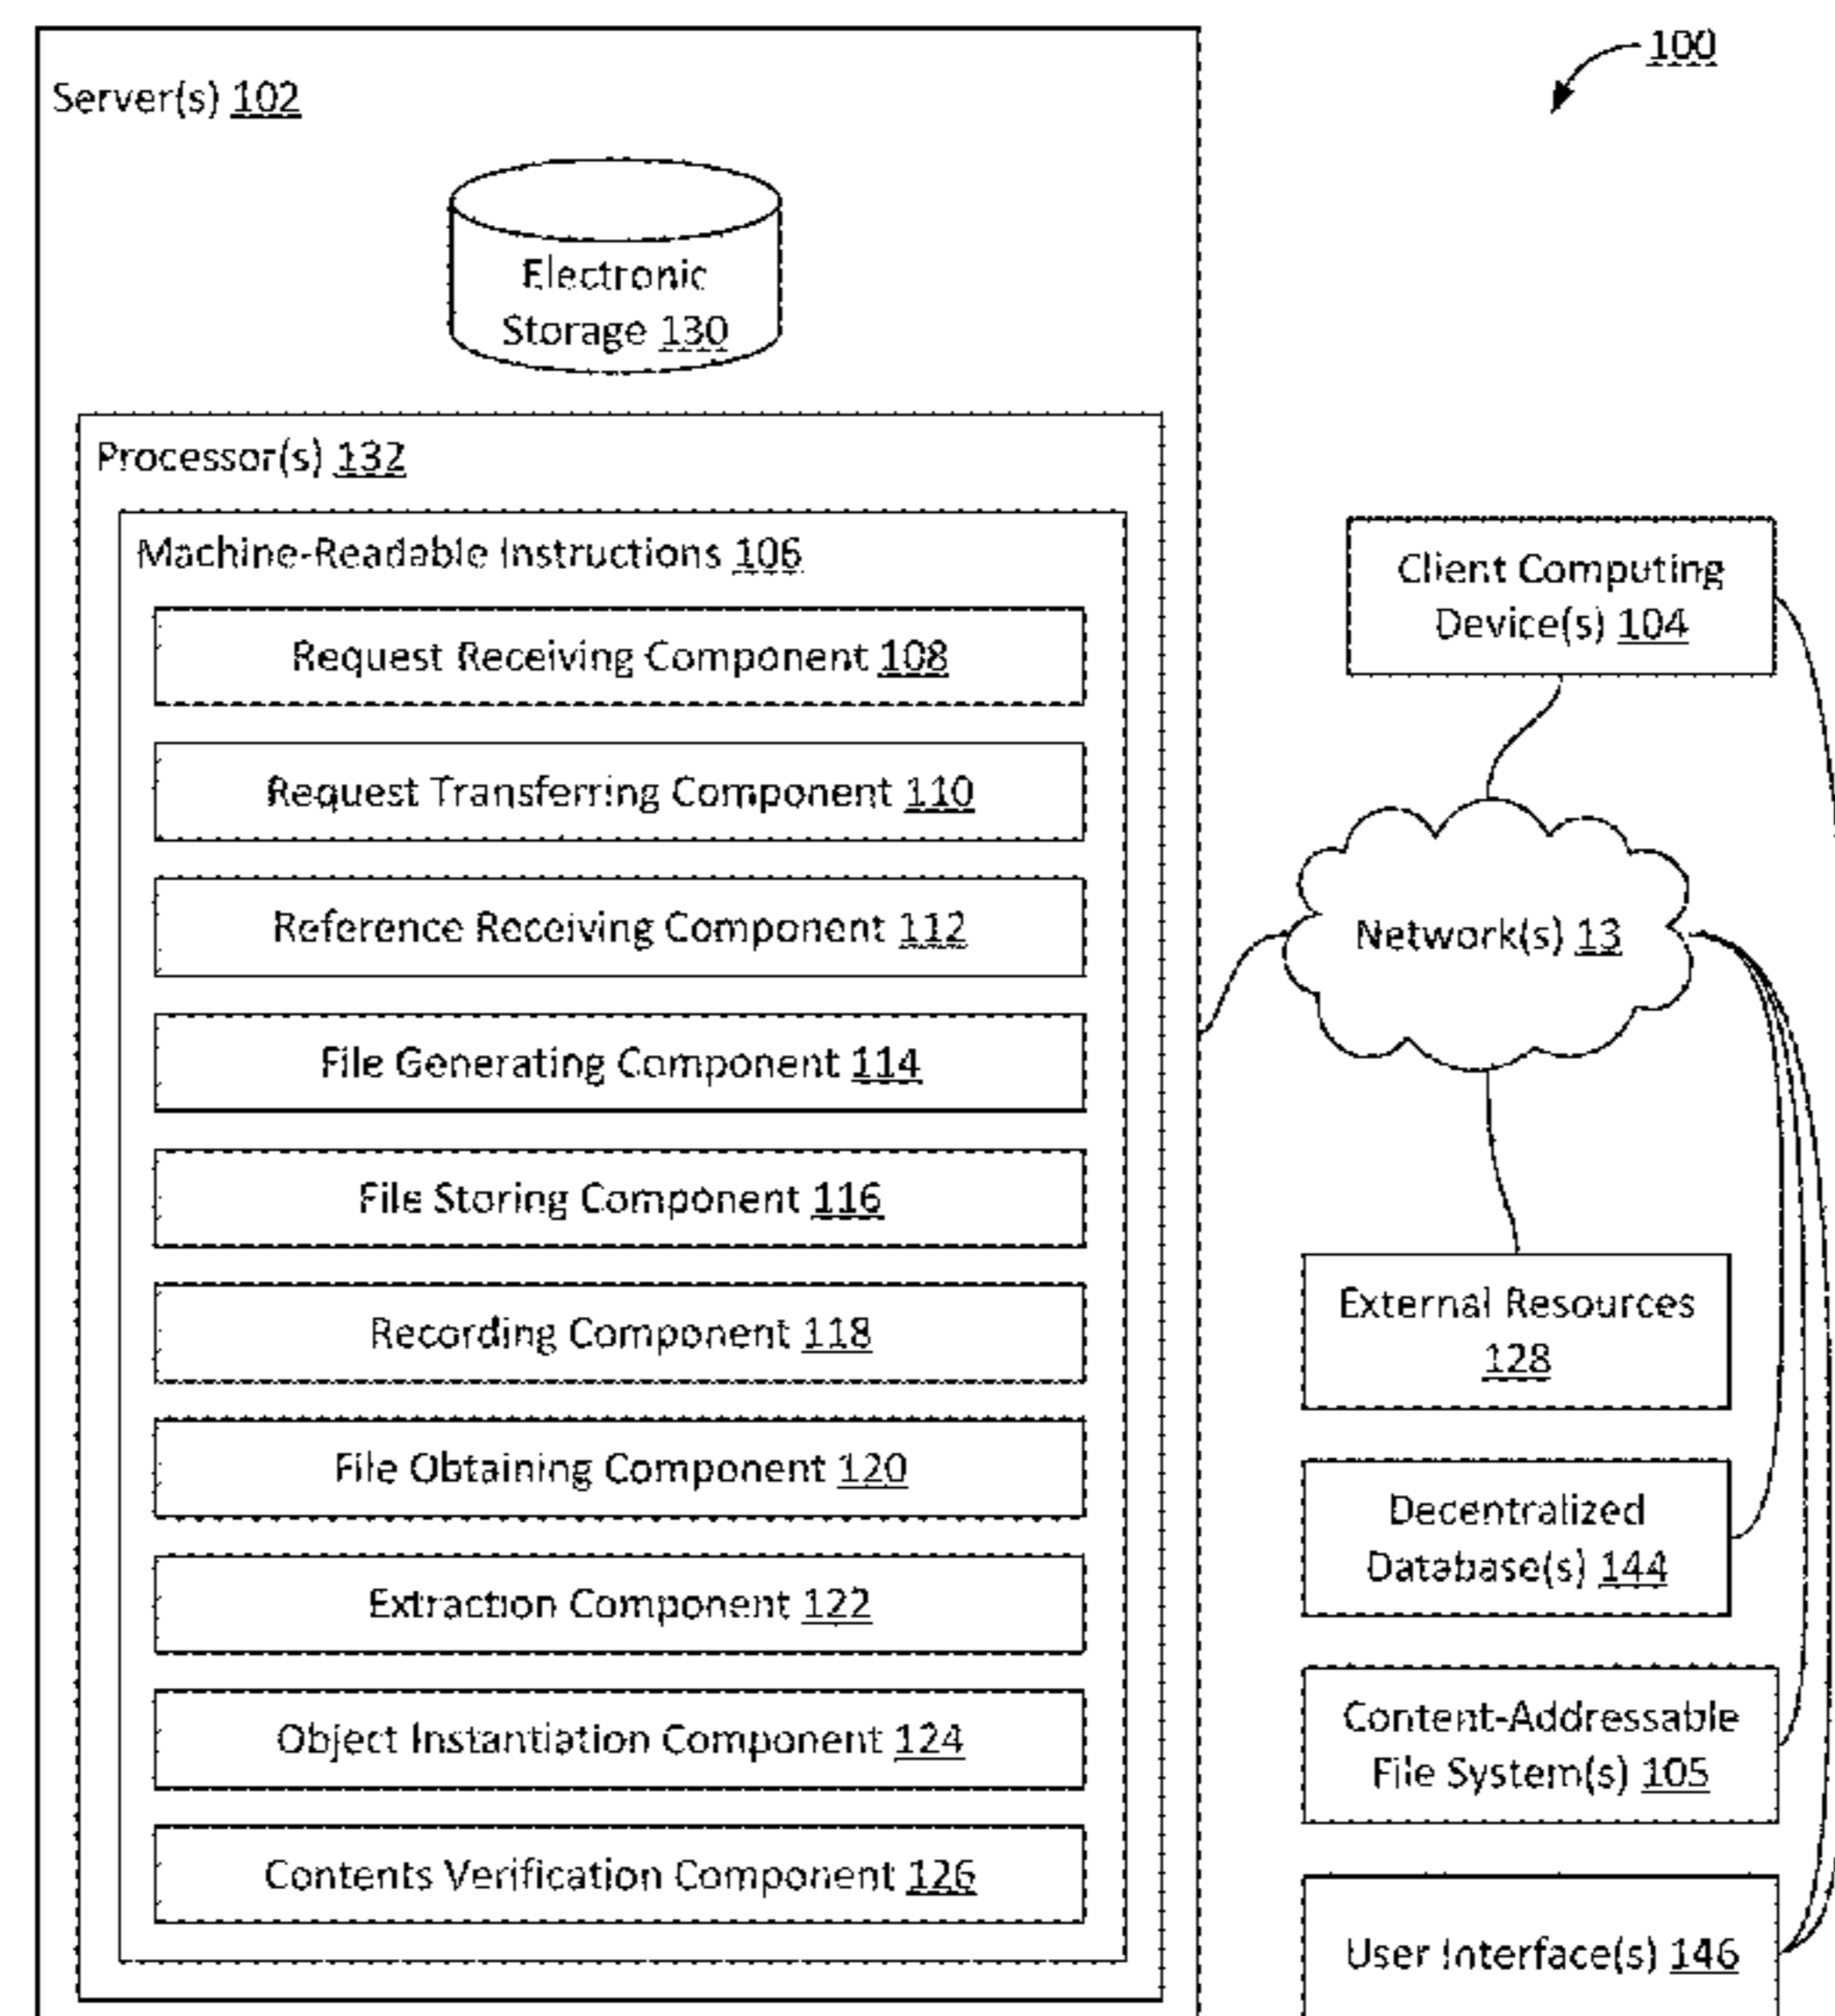 100
Server(s) 102
Electronic
Storage 130
Processor(s) 132
Machine-Readable Instructions 106
Request Receiving Component 108
Request Transferring Component 110
Reference Receiving Component 112
File Generating Component 114
File Storing Component 116
Recording Component 118
File Obtaining Component 120
Extraction Component 122
Object Instantiation Component 124
Contents Verification Component 126
Client Computing
Device(s) 104
Network(s) 13
External Resources
128
Decentralized
Database(s) 144
Content-Addressable
File System(s) 105
User Interface(s) 146